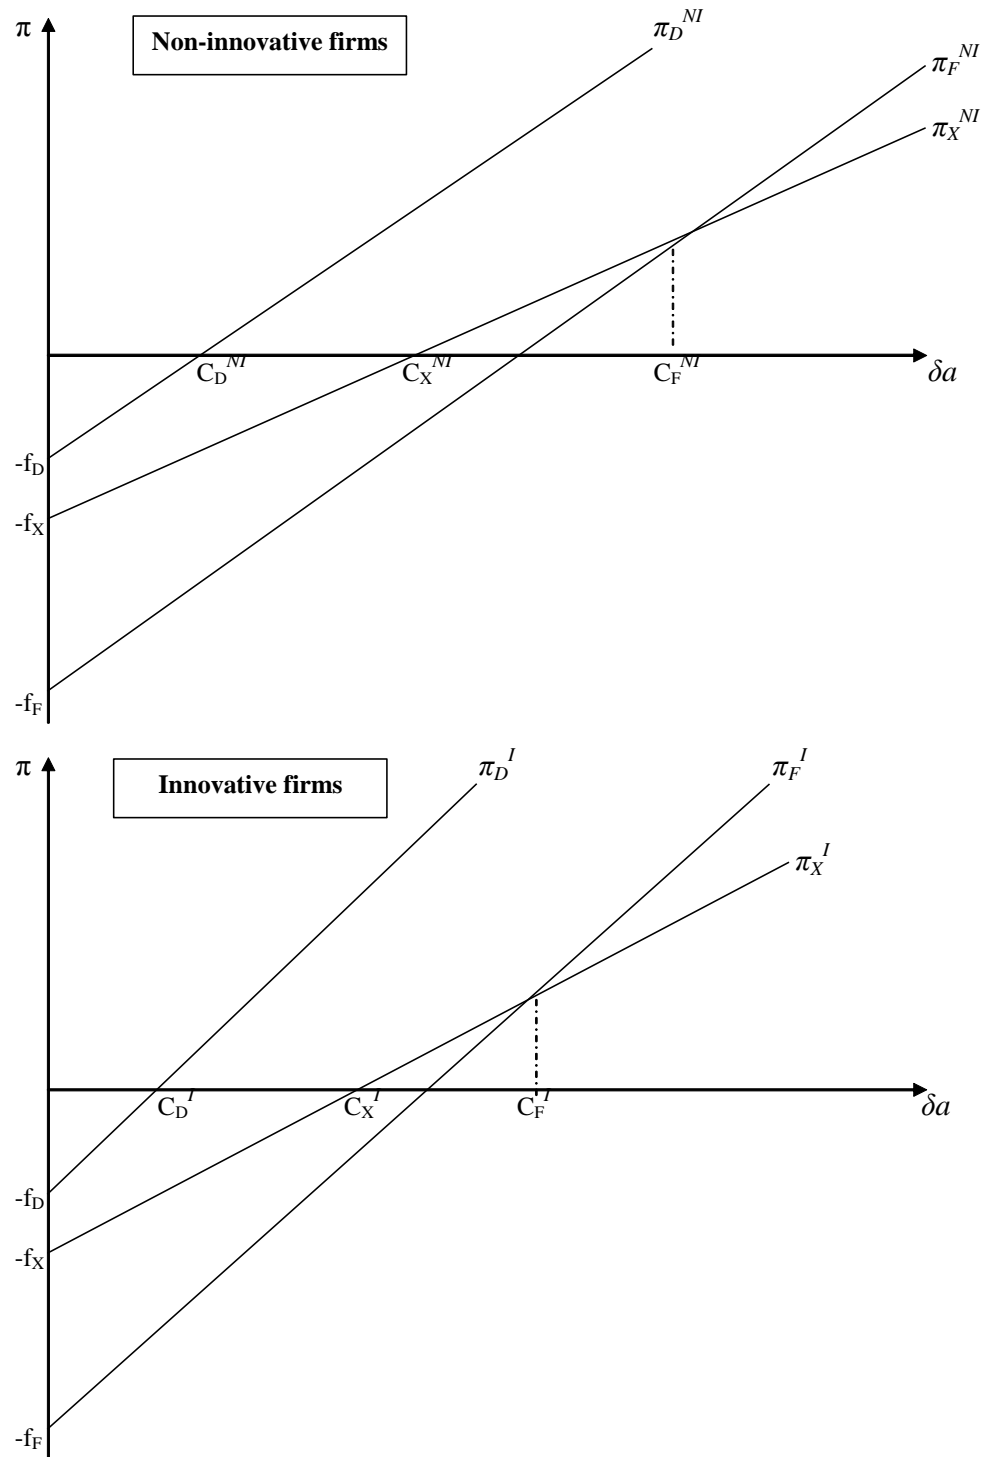 π
Non-innovative firms
π_D^NI
π_F^NI
π_X^NI
C_D^NI
C_X^NI
C_F^NI
δa
-f_D
-f_X
-f_F
π
Innovative firms
π_D^I
π_F^I
π_X^I
C_D^I
C_X^I
C_F^I
δa
-f_D
-f_X
-f_F